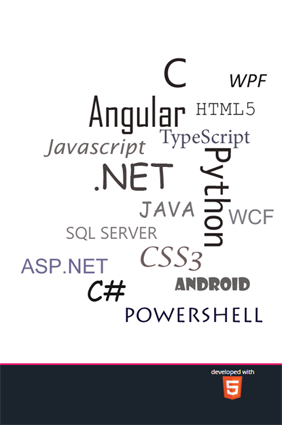 C
WPF
Angular
HTML5
Javascript
TypeScript
.NET
Python
JAVA
WCF
SQL SERVER
CSS3
ASP.NET
ANDROID
C#
POWERSHELL
developed with
5